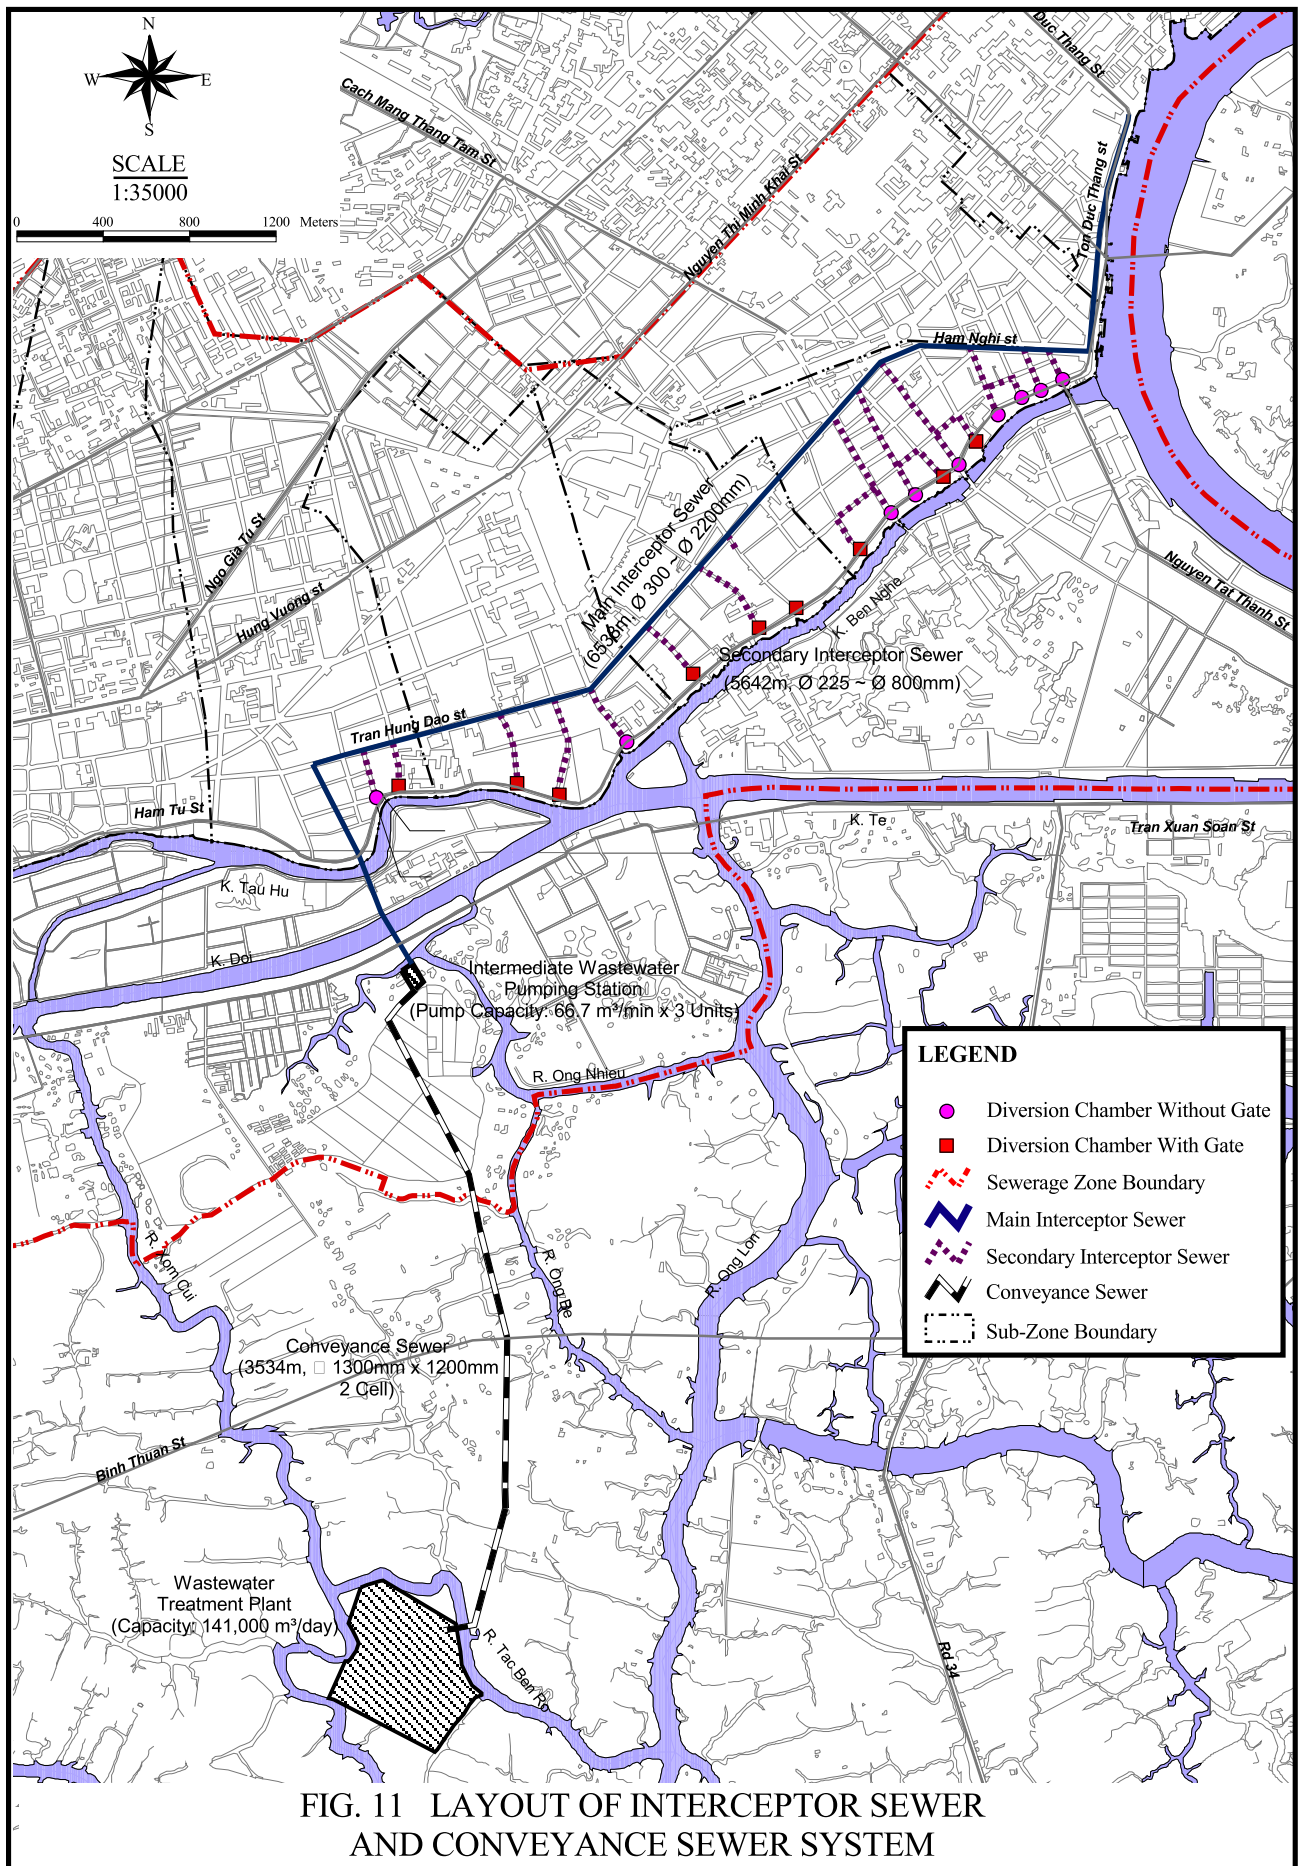 N
W E
S
SCALE
1:35000
0 400 800 1200 Meters
Duc Thang St
Cach Mang Thang Tam St
Nguyen Thi Minh Khai St
Ton Duc Thang st
Ham Nghi st
Ngo Gia Tu St
Hung Vuong st
Main Interceptor Sewer
(6536m, Ø 300 ~ Ø 2200mm)
Nguyen Tat Thanh St
K. Ben Nghe
Secondary Interceptor Sewer
(5642m, Ø 225 ~ Ø 800mm)
Tran Hung Dao st
Ham Tu St
K. Te
Tran Xuan Soan St
K. Tau Hu
K. Doi
Intermediate Wastewater
Pumping Station
(Pump Capacity: 66.7 m³/min x 3 Units)
R. Ong Nhieu
LEGEND
Diversion Chamber Without Gate
Diversion Chamber With Gate
Sewerage Zone Boundary
Main Interceptor Sewer
Secondary Interceptor Sewer
Conveyance Sewer
Sub-Zone Boundary
R. Xom Cui
R. Ong Be
R. Ong Lon
Conveyance Sewer
(3534m, □ 1300mm x 1200mm
2 Cell)
Binh Thuan St
Wastewater
Treatment Plant
(Capacity: 141,000 m³/day)
R. Tac Ben Ro
Rd 34
FIG. 11 LAYOUT OF INTERCEPTOR SEWER
AND CONVEYANCE SEWER SYSTEM